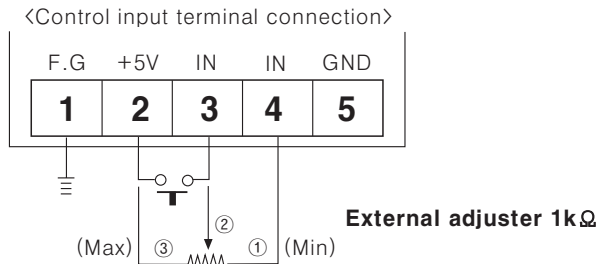 <Control input terminal connection>
F.G +5V IN IN GND
1 2 3 4 5
②
External adjuster 1kΩ
(Max) ③ ① (Min)